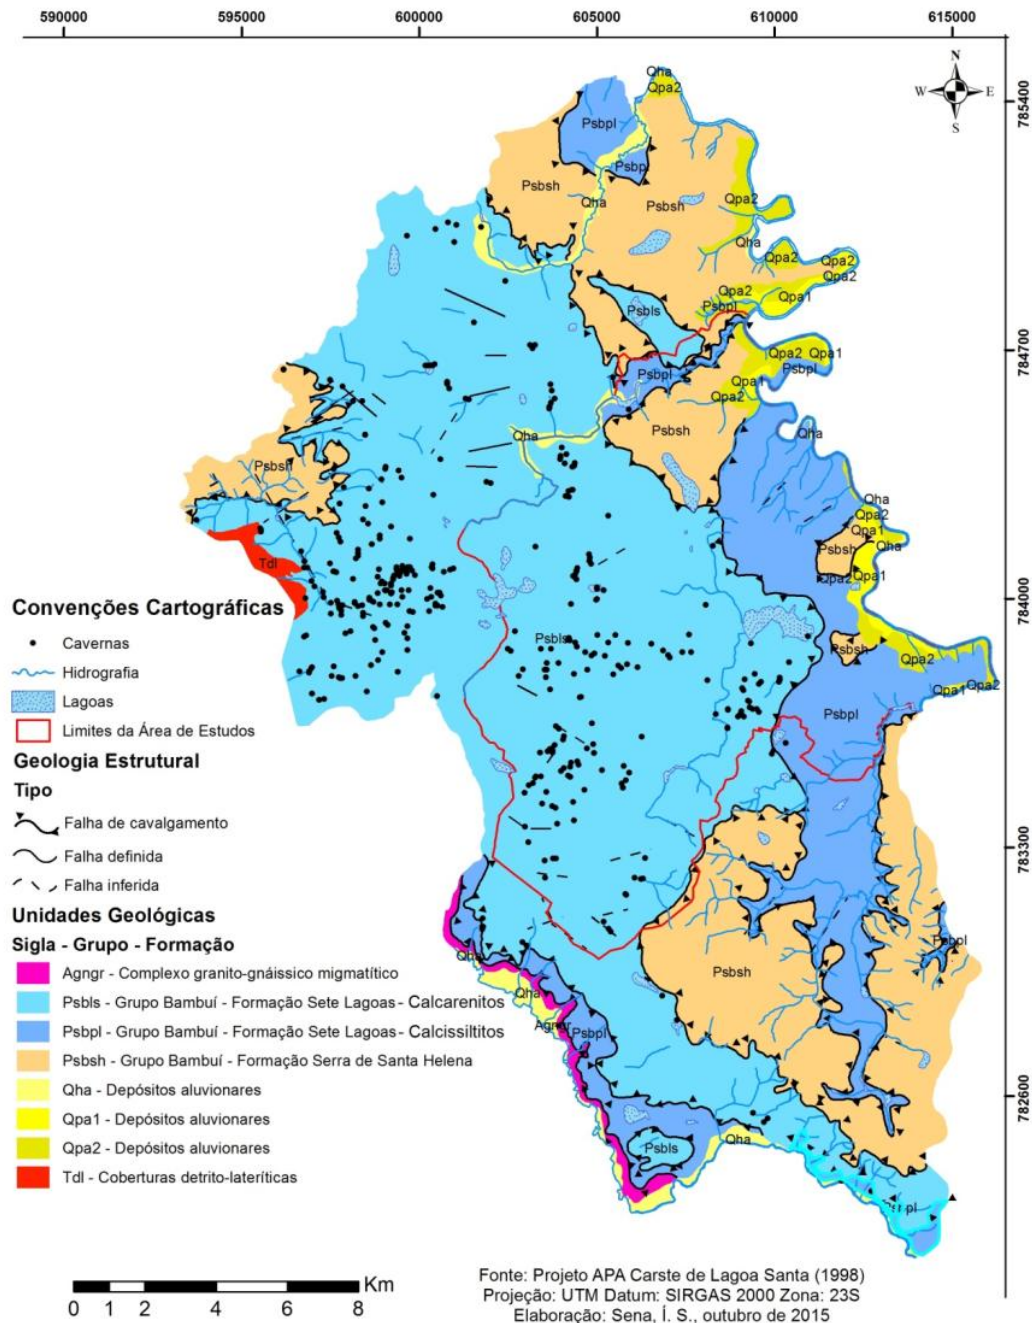 590000 595000 600000 605000 610000 615000
N
W E
S
785400
784700
784000
783300
782600
Qha
Qpa2
Psbpl
Psbpl
Psbsh
Qha
Psbsh
Qpa2
Qha
Qpa2
Qpa2
Qpa2
Qpa2
Qpa1
Psbpl
Psbls
Qpa2
Qpa1
Psbpl
Psbpl
Qpa1
Qpa2
Psbsh
Qha
Qha
Psbsh
Qha
Qpa2
Qpa1
Qha
Psbsh
Qpa2
Qpa1
Tdl
Psbls
Psbsh
Qpa2
Qpa1
Qpa2
Psbpl
Psbpl
Qha
Psbsh
Qha
Agngr
Psbpl
Qha
Psbls
Convenções Cartográficas
Cavernas
Hidrografia
Lagoas
Limites da Área de Estudos
Geologia Estrutural
Tipo
Falha de cavalgamento
Falha definida
Falha inferida
Unidades Geológicas
Sigla - Grupo - Formação
Agngr - Complexo granito-gnáissico migmatítico
Psbls - Grupo Bambuí - Formação Sete Lagoas - Calcarenitos
Psbpl - Grupo Bambuí - Formação Sete Lagoas - Calcissiltitos
Psbsh - Grupo Bambuí - Formação Serra de Santa Helena
Qha - Depósitos aluvionares
Qpa1 - Depósitos aluvionares
Qpa2 - Depósitos aluvionares
Tdl - Coberturas detrito-lateríticas
Km
0 1 2 4 6 8
Fonte: Projeto APA Carste de Lagoa Santa (1998)
Projeção: UTM Datum: SIRGAS 2000 Zona: 23S
Elaboração: Sena, Í. S., outubro de 2015